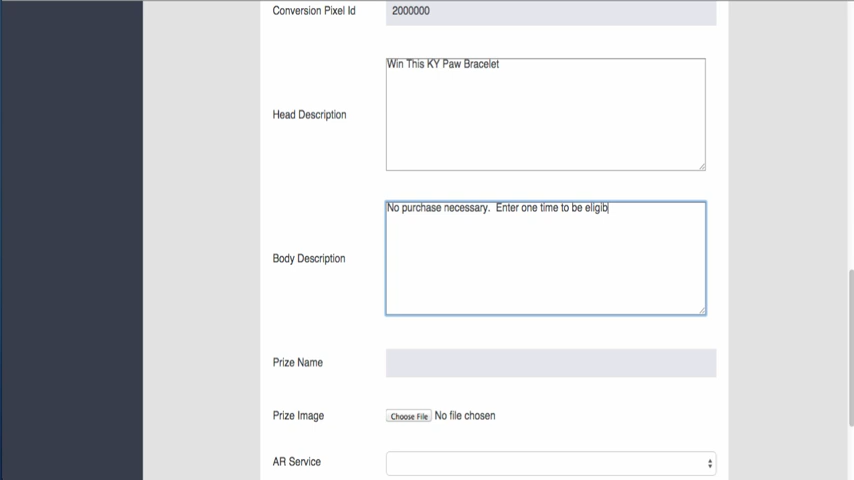 Conversion Pixel Id 2000000
Win This KY Paw Bracelet
Head Description
No purchase necessary.  Enter one time to be eligib
Body Description
Prize Name
Prize Image Choose File No file chosen
AR Service